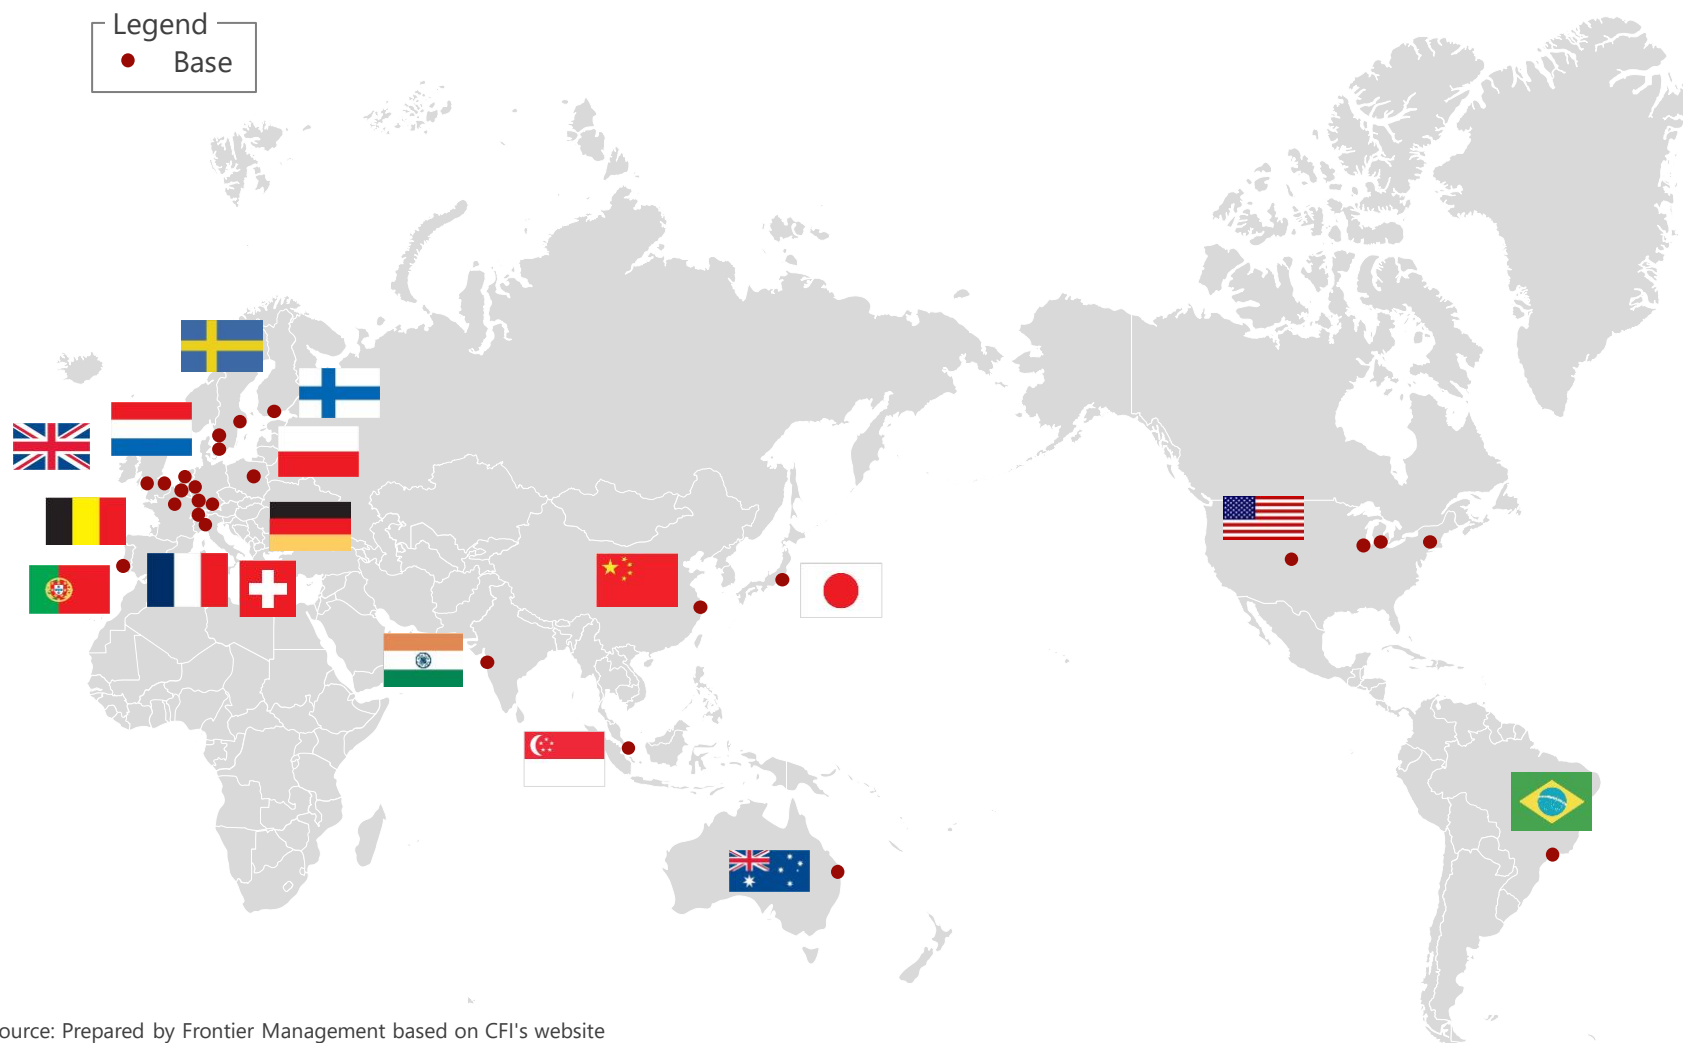 Legend
Base
ource: Prepared by Frontier Management based on CFI's website